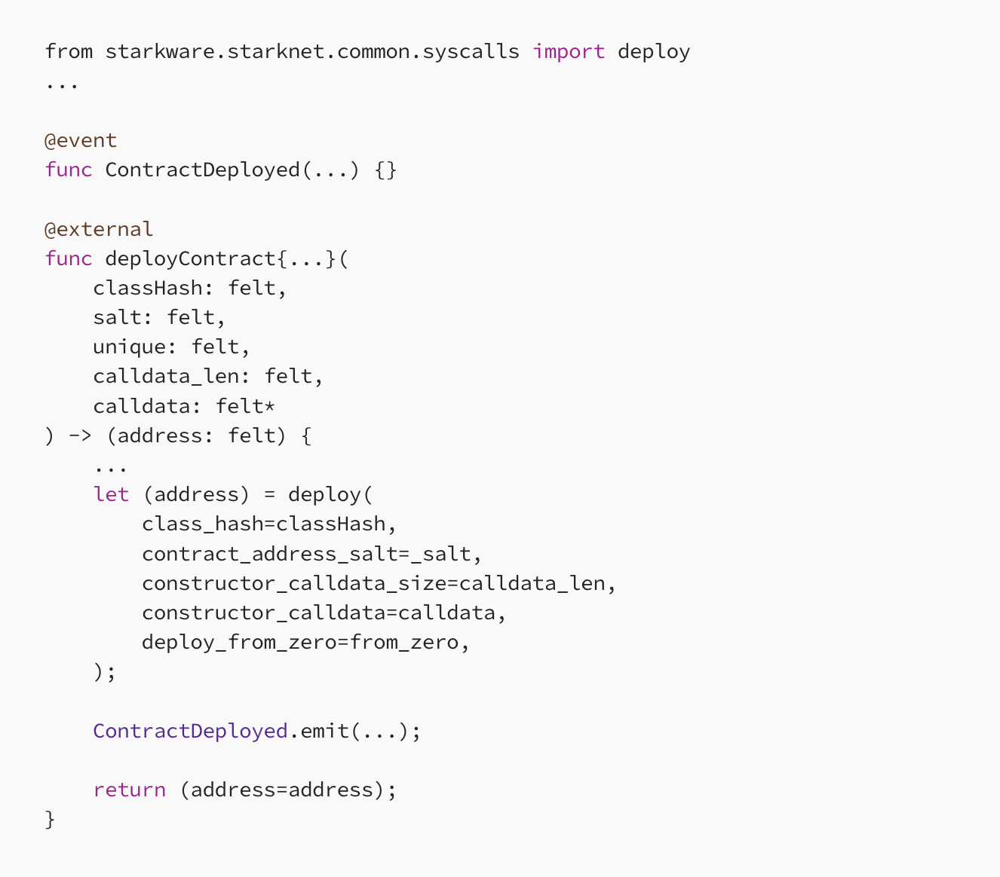 from starkware.starknet.common.syscalls import deploy
...

@event
func ContractDeployed(...) {}

@external
func deployContract{...}(
    classHash: felt,
    salt: felt,
    unique: felt,
    calldata_len: felt,
    calldata: felt*
) -> (address: felt) {
    ...
    let (address) = deploy(
        class_hash=classHash,
        contract_address_salt=_salt,
        constructor_calldata_size=calldata_len,
        constructor_calldata=calldata,
        deploy_from_zero=from_zero,
    );

    ContractDeployed.emit(...);

    return (address=address);
}